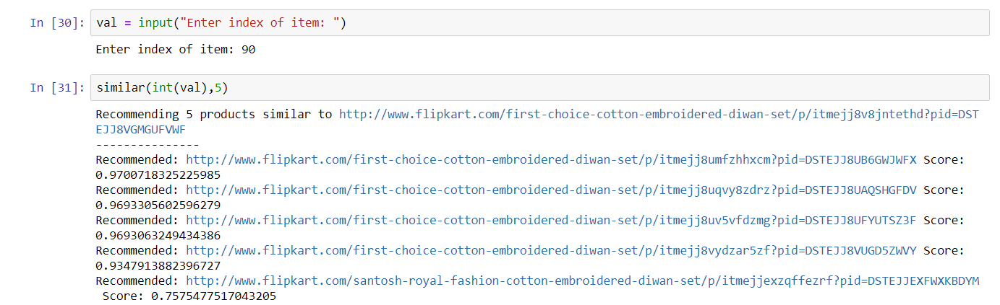 In [30]: val = input("Enter index of item: ")
Enter index of item: 90
In [31]: similar(int(val),5)
Recommending 5 products similar to http://www.flipkart.com/first-choice-cotton-embroidered-diwan-set/p/itmejj8v8jntethd?pid=DST
EJJ8VGMGUFVWF
---------------
Recommended: http://www.flipkart.com/first-choice-cotton-embroidered-diwan-set/p/itmejj8umfzhhxcm?pid=DSTEJJ8UB6GWJWFX Score:
0.9700718325225985
Recommended: http://www.flipkart.com/first-choice-cotton-embroidered-diwan-set/p/itmejj8uqvy8zdrz?pid=DSTEJJ8UAQSHGFDV Score:
0.9693305602596279
Recommended: http://www.flipkart.com/first-choice-cotton-embroidered-diwan-set/p/itmejj8uv5vfdzmg?pid=DSTEJJ8UFYUTSZ3F Score:
0.9693063249434386
Recommended: http://www.flipkart.com/first-choice-cotton-embroidered-diwan-set/p/itmejj8vydzar5zf?pid=DSTEJJ8VUGD5ZWVY Score:
0.9347913882396727
Recommended: http://www.flipkart.com/santosh-royal-fashion-cotton-embroidered-diwan-set/p/itmejjexzqffezrf?pid=DSTEJJEXFWXKBDYM
Score: 0.7575477517043205